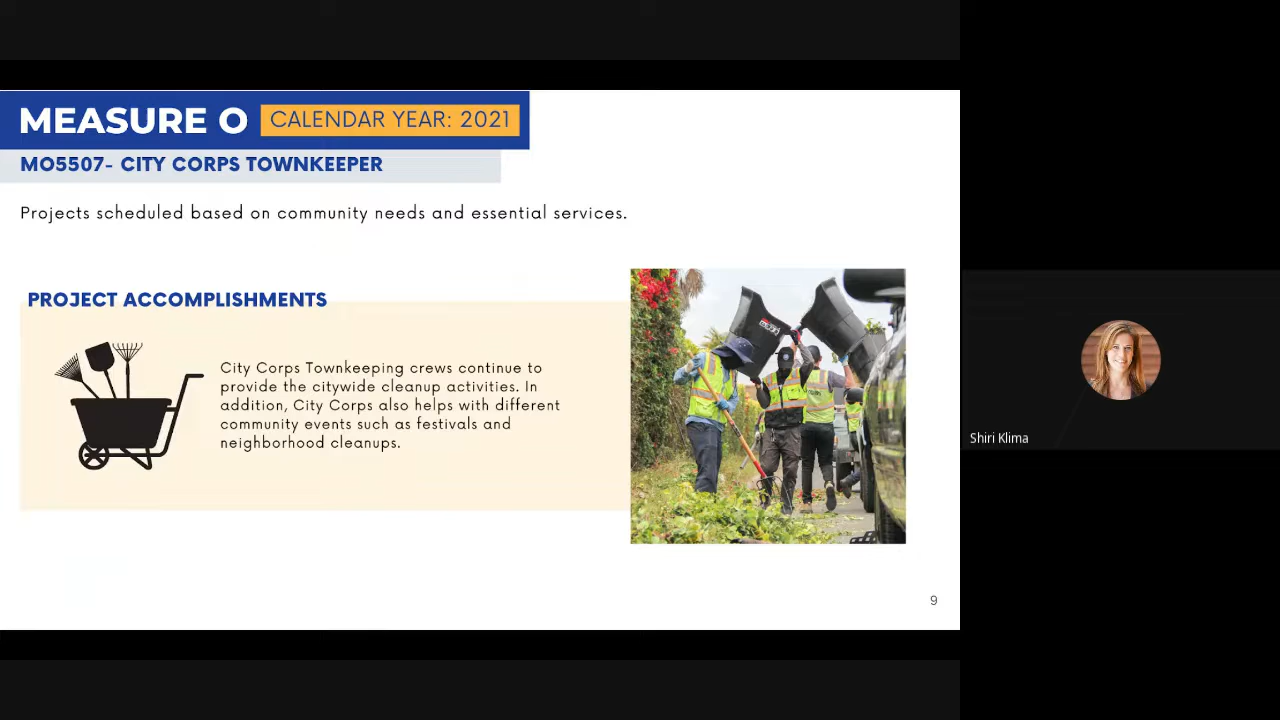 MEASURE O CALENDAR YEAR: 2021
MO5507- CITY CORPS TOWNKEEPER
Projects scheduled based on community needs and essential services.
PROJECT ACCOMPLISHMENTS
City Corps Townkeeping crews continue to
provide the citywide cleanup activities. In
addition, City Corps also helps with different
community events such as festivals and
neighborhood cleanups.
9
Shiri Klima